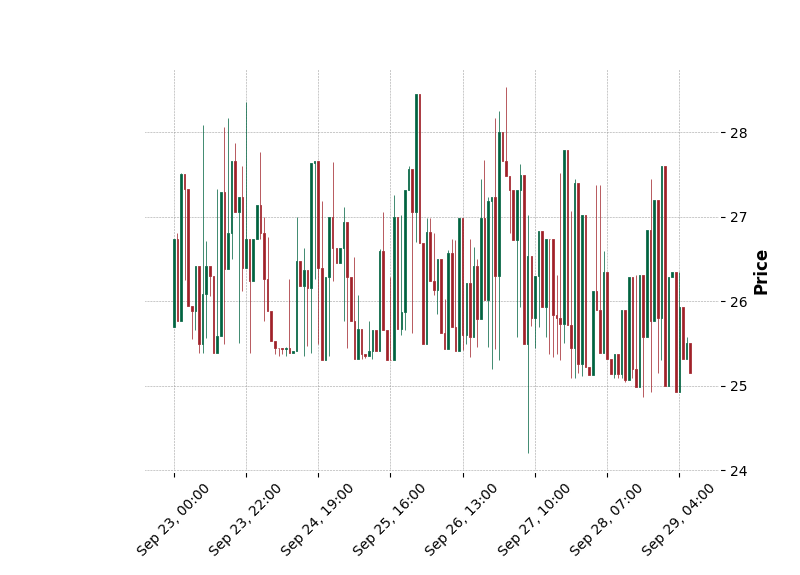 28
27
26
25
24
Price
Sep 23, 00:00
Sep 23, 22:00
Sep 24, 19:00
Sep 25, 16:00
Sep 26, 13:00
Sep 27, 10:00
Sep 28, 07:00
Sep 29, 04:00